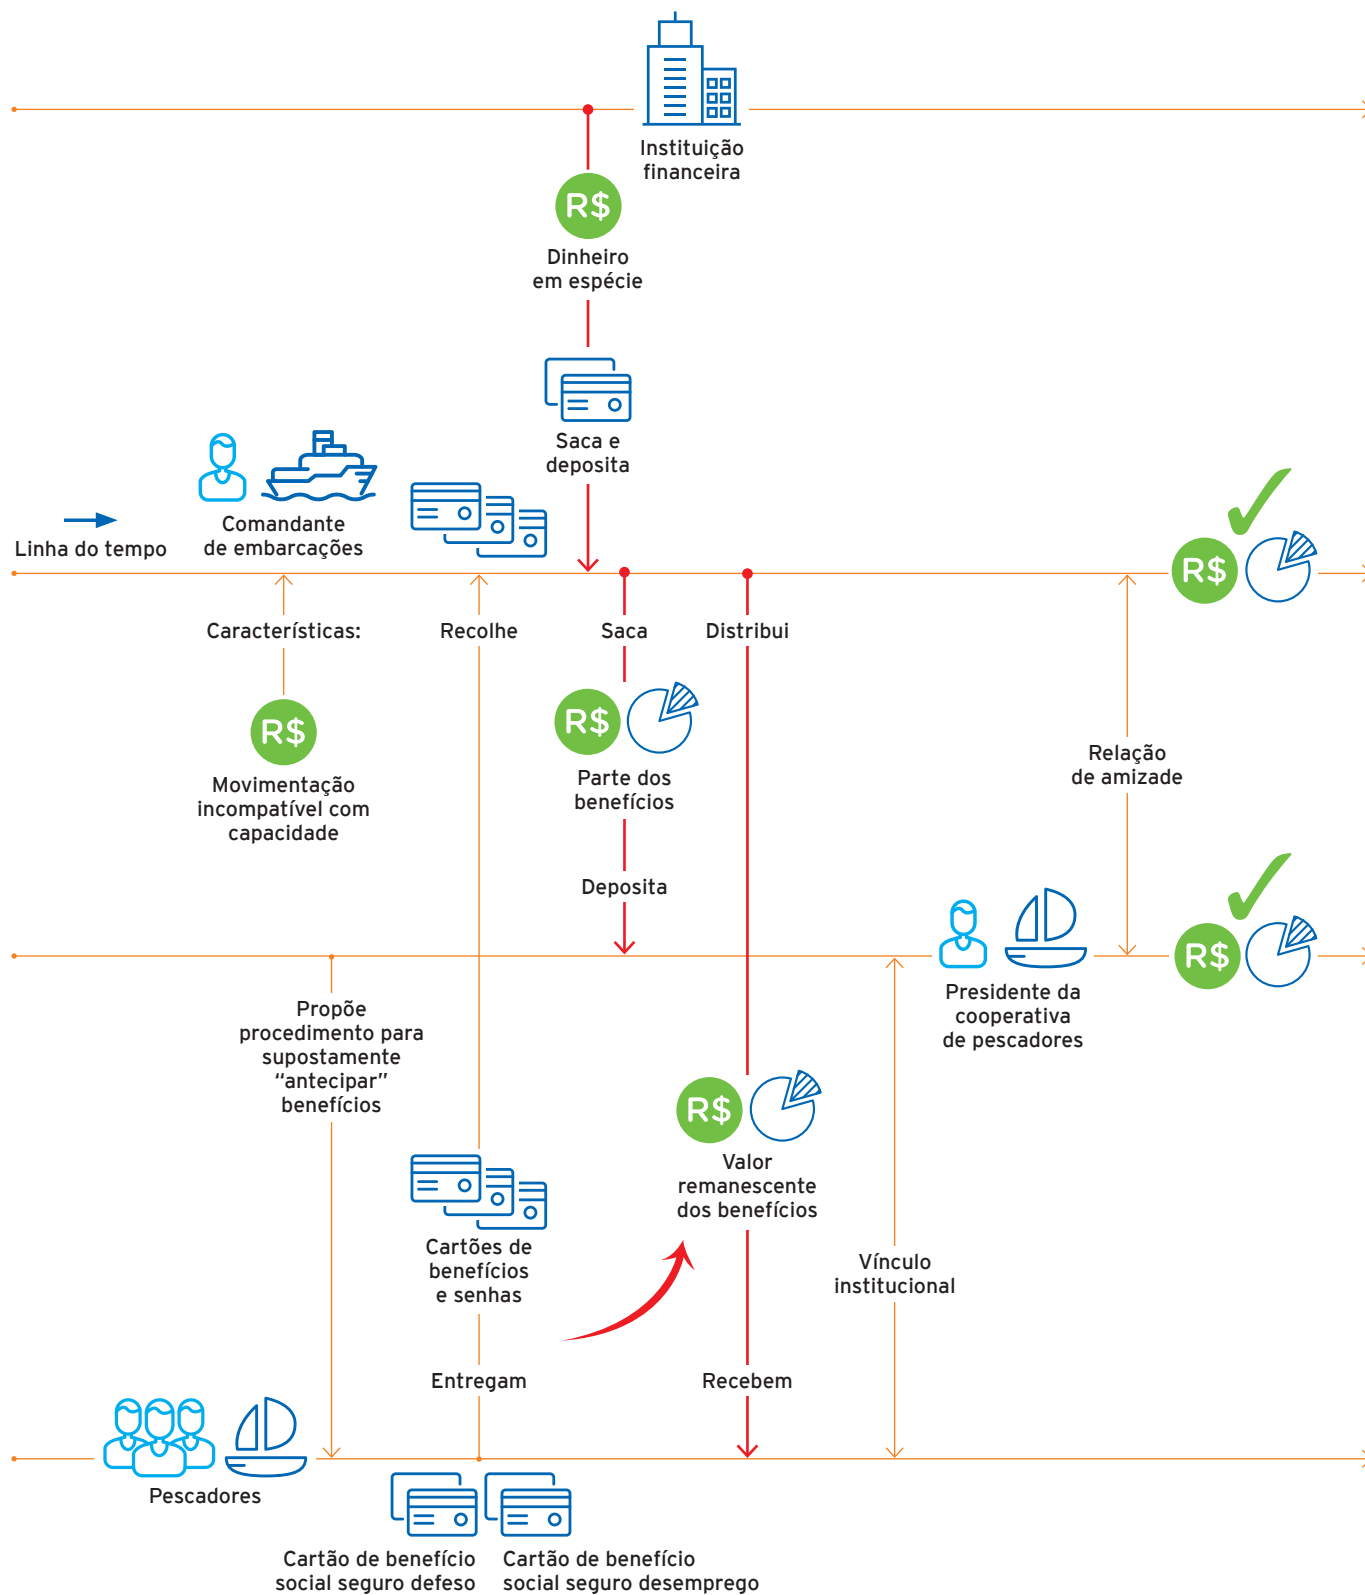 Instituição
financeira
R$
Dinheiro
em espécie
Saca e
deposita
Linha do tempo
Comandante
de embarcações
R$
Características:
Recolhe
Saca
Distribui
R$
Movimentação
incompatível com
capacidade
R$
Parte dos
benefícios
Relação
de amizade
Deposita
R$
Presidente da
cooperativa
de pescadores
Propõe
procedimento para
supostamente
“antecipar”
benefícios
R$
Valor
remanescente
dos benefícios
Cartões de
benefícios
e senhas
Vínculo
institucional
Entregam
Recebem
Pescadores
Cartão de benefício
social seguro defeso
Cartão de benefício
social seguro desemprego